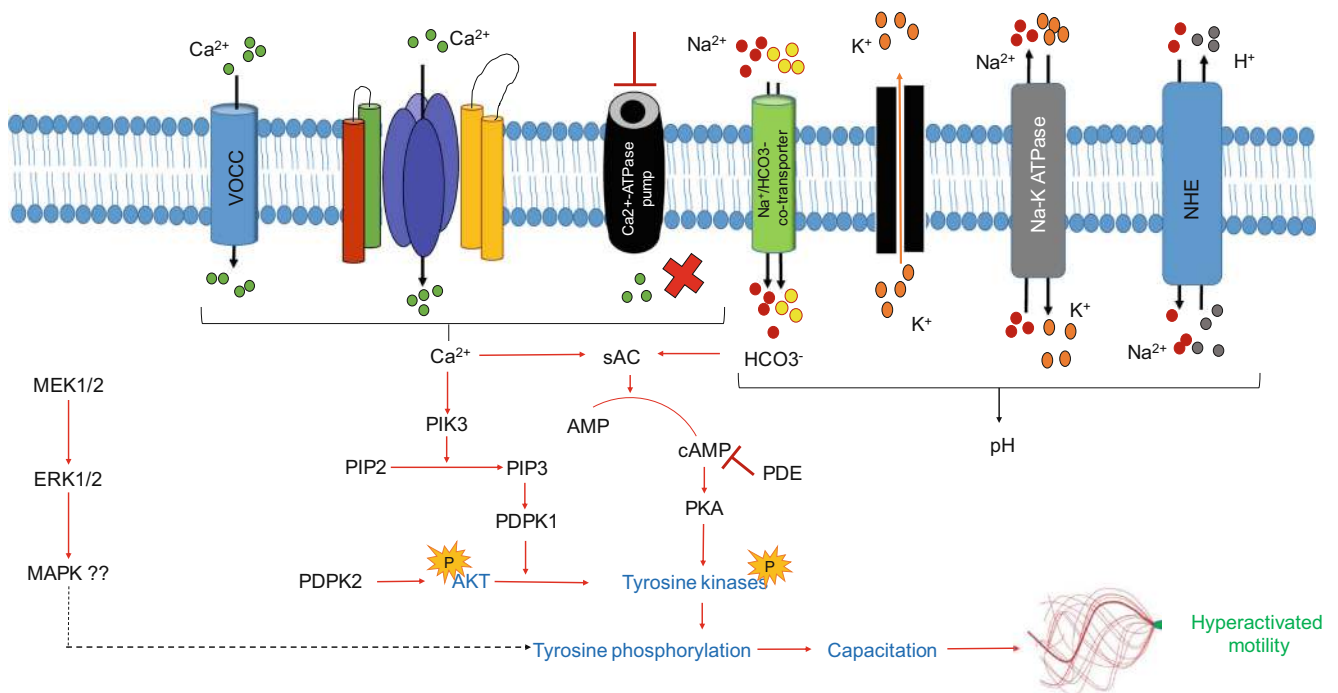 Ca²⁺
Ca²⁺
Na²⁺
K⁺
Na²⁺
H⁺
VOCC
Ca2+-ATPase
pump
Na⁺/HCO3-
co-transporter
Na-K ATPase
NHE
K⁺
K⁺
Na²⁺
Ca²⁺
sAC
HCO3⁻
MEK1/2
PIK3
AMP
cAMP
pH
PIP2
PIP3
PDE
ERK1/2
PDPK1
PKA
MAPK ??
PDPK2
P
AKT
Tyrosine kinases
P
Tyrosine phosphorylation
Capacitation
Hyperactivated
motility